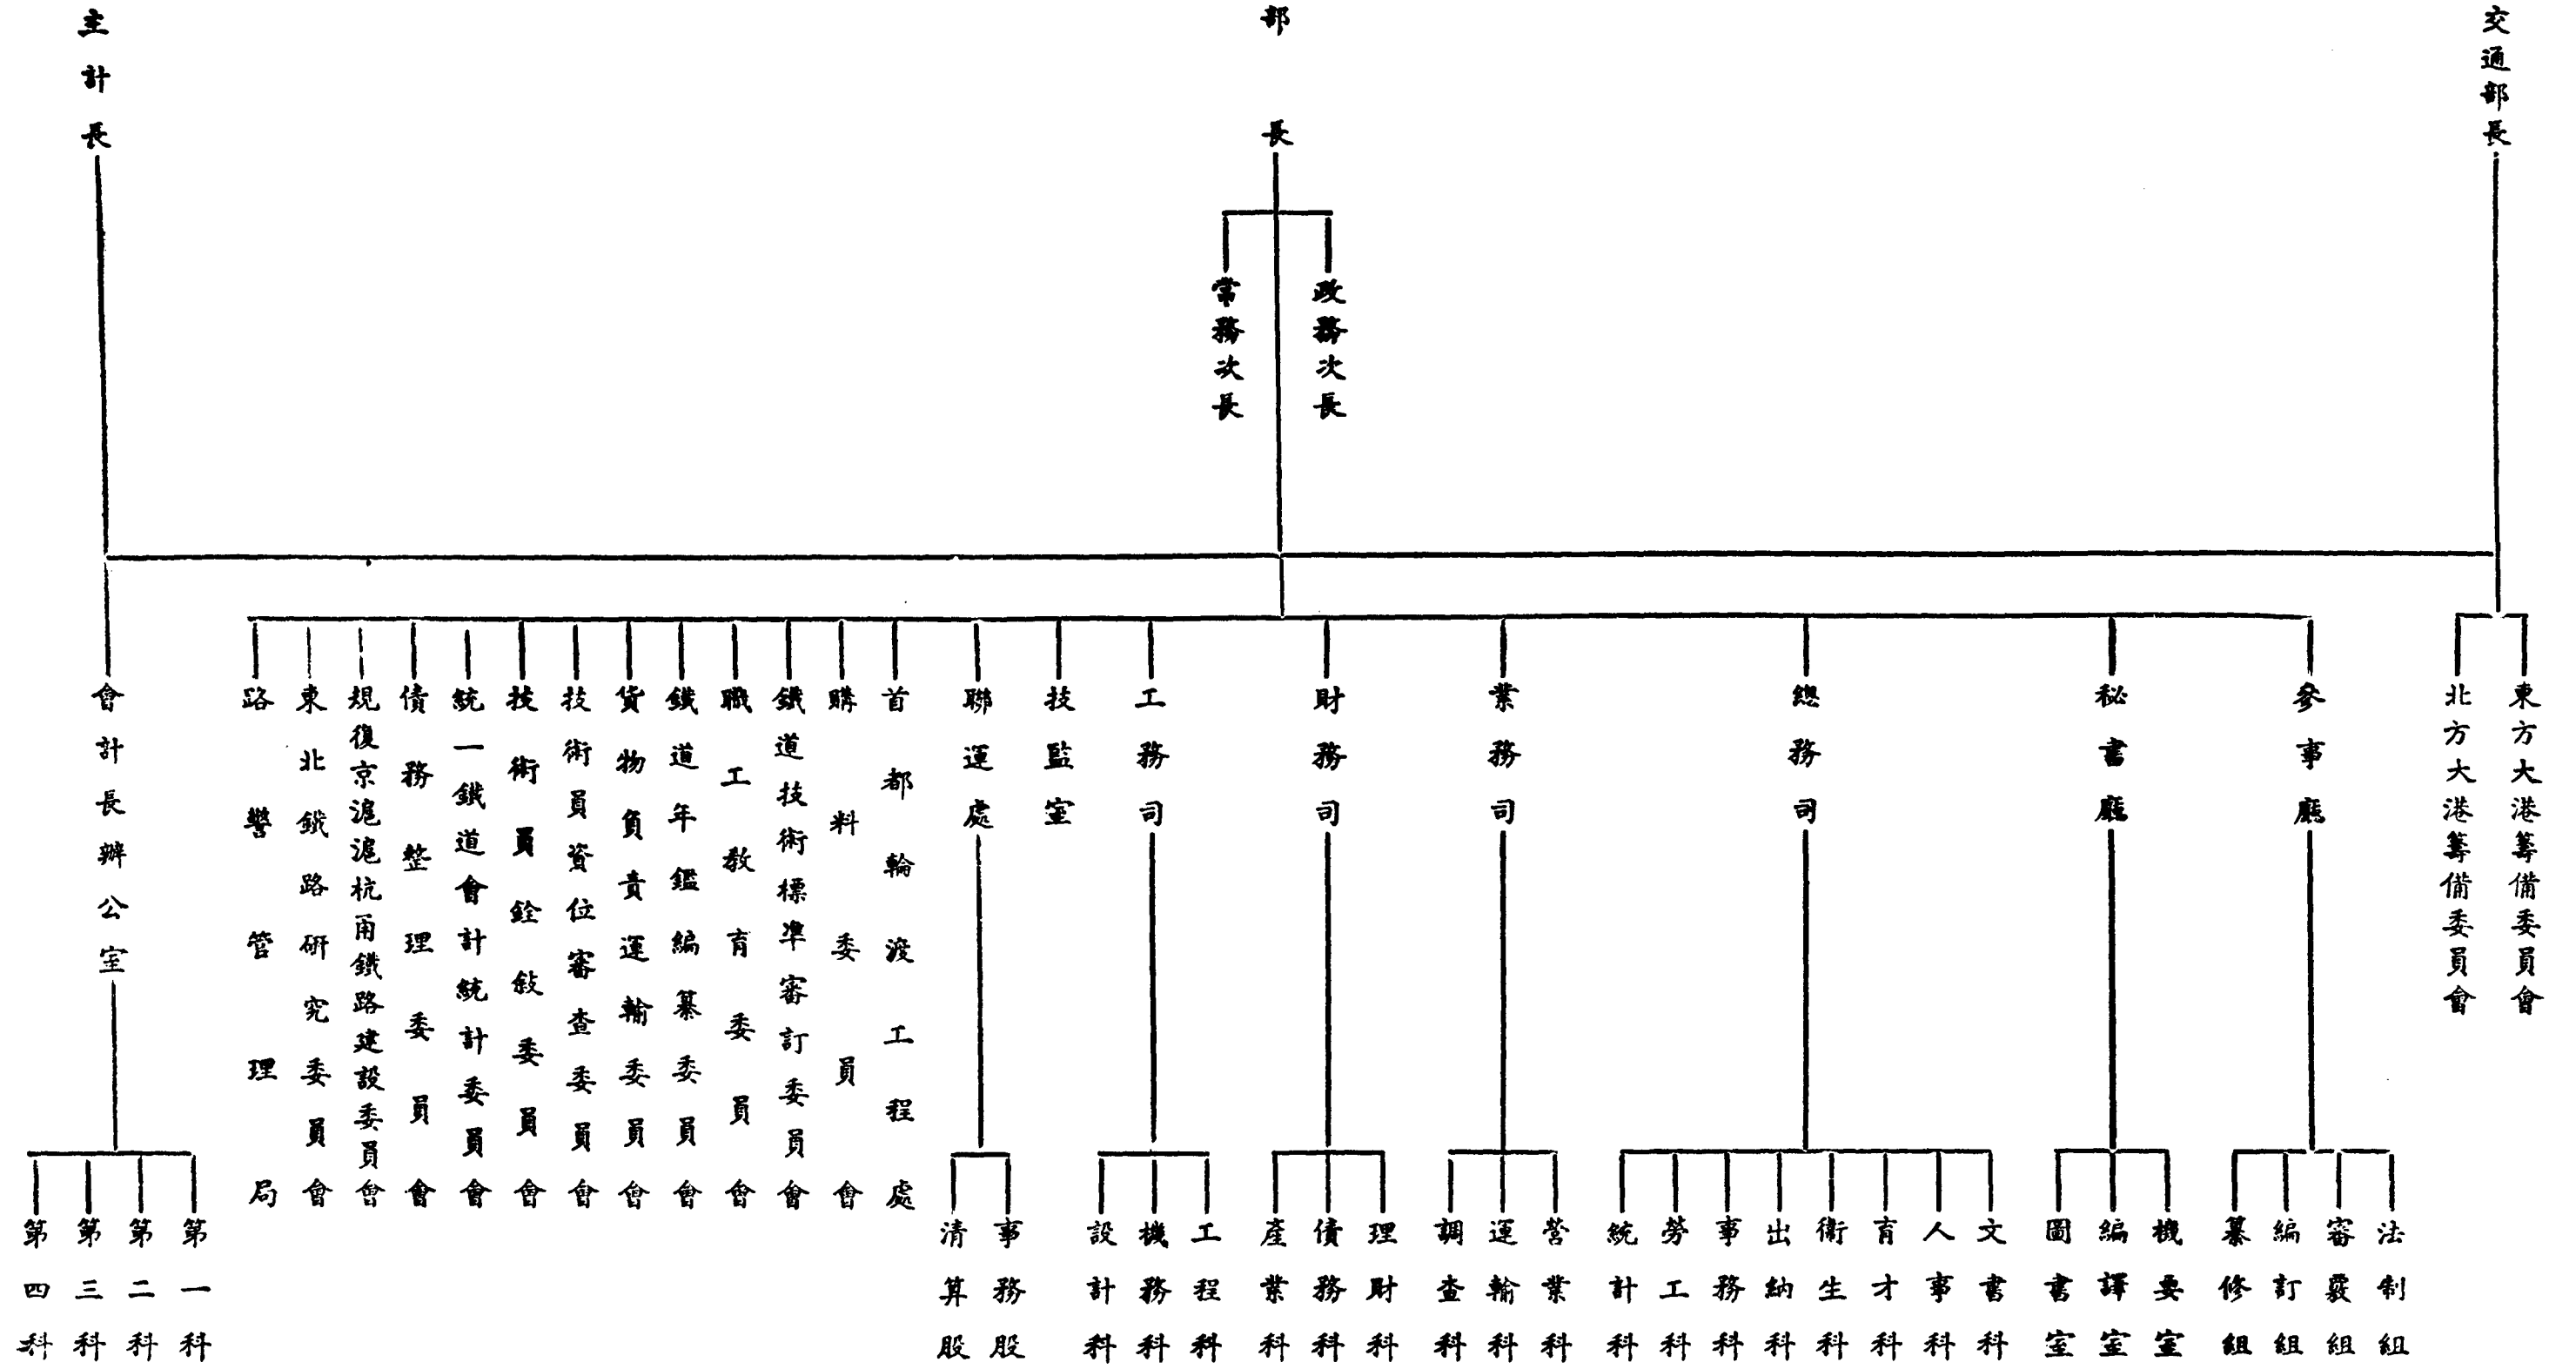 交通部長
部長
主計長
政務次長
常務次長
東方大港籌備委員會
北方大港籌備委員會
參事廳
秘書廳
總務司
業務司
財務司
工務司
技監室
聯運處
首都輪渡工程處
購料委員會
鐵道技術標準審訂委員會
職工教育委員會
鐵道年鑑編纂委員會
貨物負責運輸委員會
技術員資位審查委員會
技術員銓敘委員會
統一鐵道會計統計委員會
債務整理委員會
規復京滬滬杭甬鐵路建設委員會
東北鐵路研究委員會
路警管理局
會計長辦公室
法制組
審覈組
編訂組
纂修組
機要室
編譯室
圖書室
文書科
人事科
育才科
衛生科
出納科
事務科
勞工科
統計科
營業科
運輸科
調查科
理財科
債務科
產業科
工程科
機務科
設計科
事務股
清算股
第一科
第二科
第三科
第四科